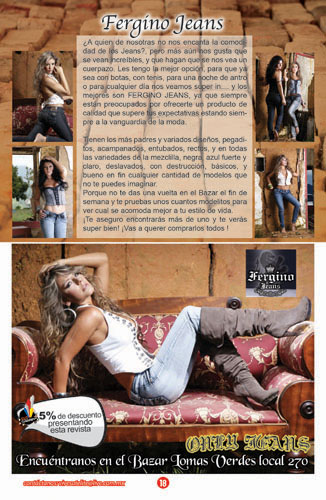 Fergino Jeans
¿A quien de nosotras no nos encanta la comodi-
dad de los Jeans?, pero más aún nos gusta que
se vean increíbles, y que hagan que se nos vea un
cuerpazo. Les tengo la mejor opción, para que ya
sea con botas, con tenis, para una noche de antro
o para cualquier día nos veamos super in.... y los
mejores son FERGINO JEANS, ya que siempre
están preocupados por ofrecerte un producto de
calidad que supere tus expectativas estando siem-
pre a la vanguardia de la moda.
Tienen los más padres y variados diseños, pega-
dos, acampanados, entubados, rectos, y en todas
las variedades de la mezcilla, negra azul fuerte y
claro, deslavados, con destrucción, básicos, y
bueno en fin cualquier cantidad de modelos que
no te puedes imaginar.
Porque no te das una vuelta en el Bazar el fin de
semana y te pruebas unos cuantos modelitos para
ver cual se acomoda mejor a tu estilo de vida.
¡Te aseguro encontrarás más de uno y te verás
super bien! ¡Vas a querer comprarlos todos !
Fergino
Jeans
5% de descuento
presentando
esta revista
ONLY JEANS
Encuéntranos en el Bazar Lomas Verdes local 270
18